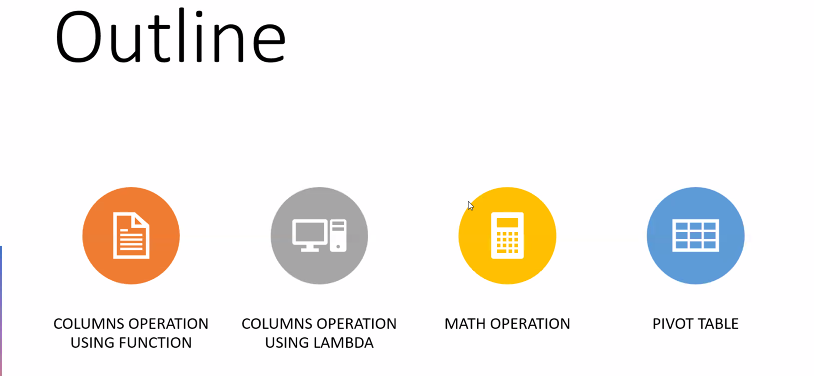 Outline
COLUMNS OPERATION
USING FUNCTION
COLUMNS OPERATION
USING LAMBDA
MATH OPERATION
PIVOT TABLE